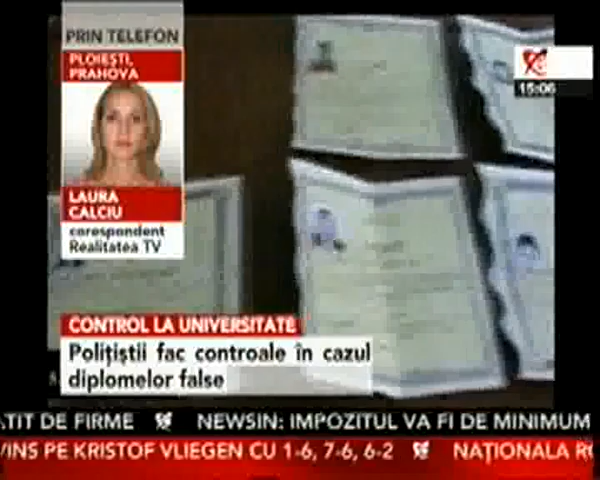 PRIN TELEFON
PLOIEȘTI,
PRAHOVA
LAURA
CALCIU
corespondent
Realitatea TV
15:06
CONTROL LA UNIVERSITATE
Polițiștii fac controale în cazul
diplomelor false
TIT DE FIRME NEWSIN: IMPOZITUL VA FI DE MINIMUM
INS PE KRISTOF VLIEGEN CU 1-6, 7-6, 6-2 NAȚIONALA